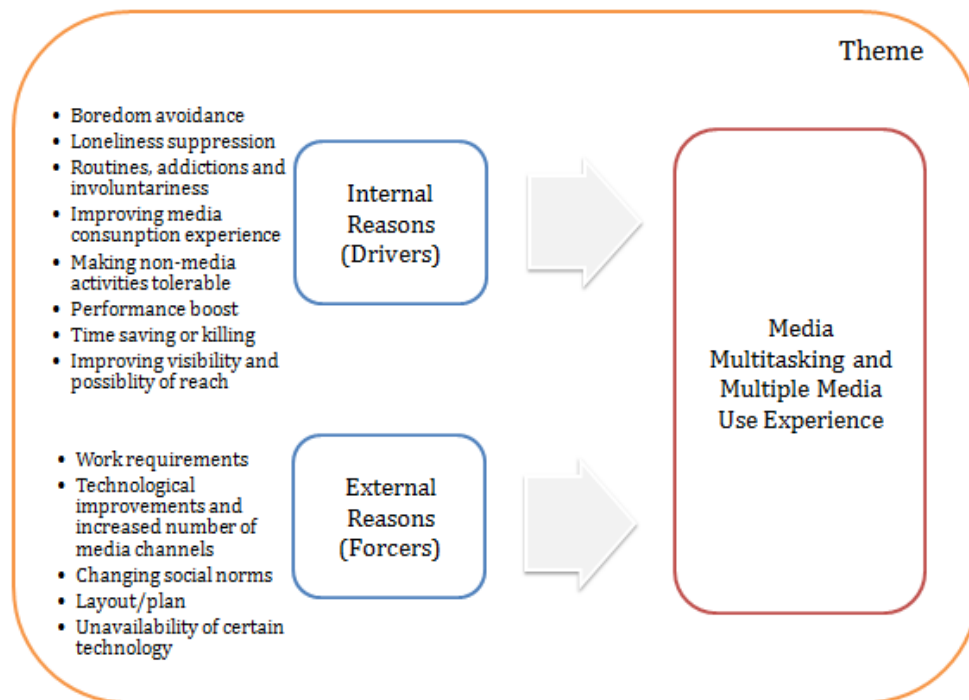 Theme
• Boredom avoidance
• Loneliness suppression
• Routines, addictions and
involuntariness
• Improving media
consunption experience
• Making non-media
activities tolerable
• Performance boost
• Time saving or killing
• Improving visibility and
possiblity of reach
Internal
Reasons
(Drivers)
• Work requirements
• Technological
improvements and
increased number of
media channels
• Changing social norms
• Layout/plan
• Unavailability of certain
technology
External
Reasons
(Forcers)
Media
Multitasking and
Multiple Media
Use Experience